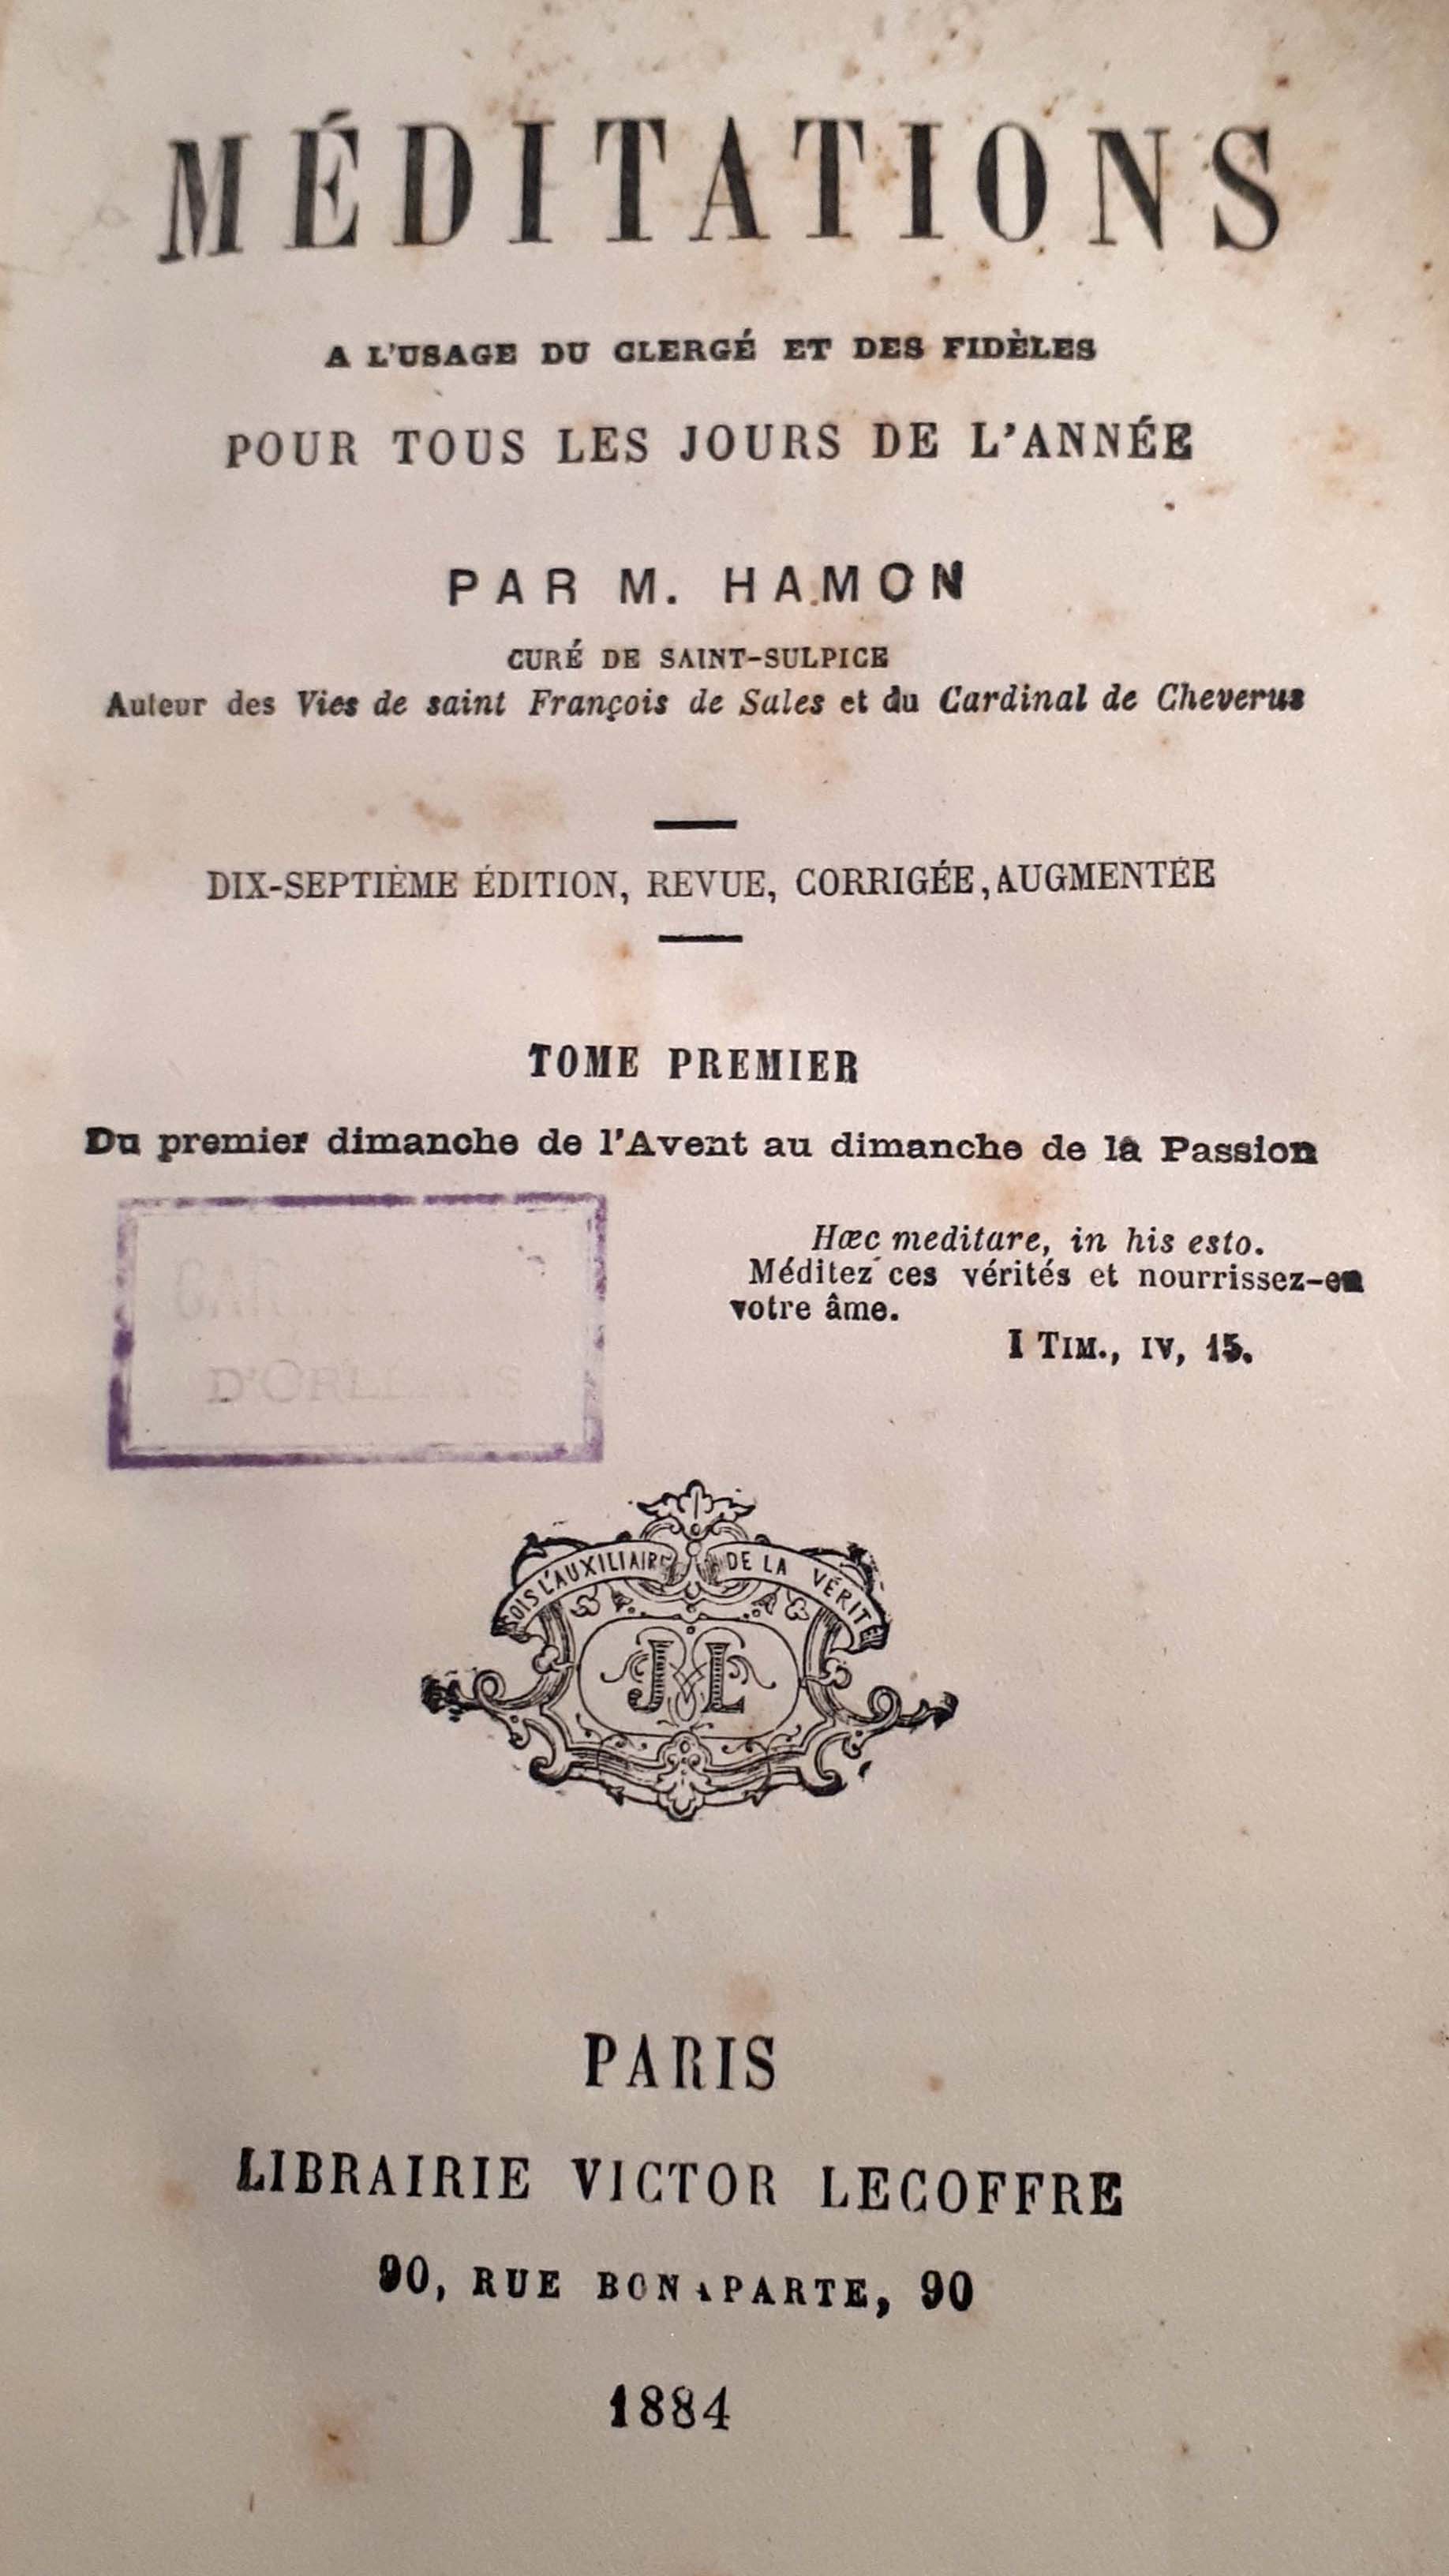 MÉDITATIONS
A L'USAGE DU CLERGÉ ET DES FIDÈLES
POUR TOUS LES JOURS DE L'ANNÉE
PAR M. HAMON
CURÉ DE SAINT-SULPICE
Auteur des Vies de saint François de Sales et du Cardinal de Cheverus
DIX-SEPTIÈME ÉDITION, REVUE, CORRIGÉE, AUGMENTÉE
TOME PREMIER
Du premier dimanche de l'Avent au dimanche de la Passion
Hæc meditare, in his esto.
Méditez ces vérités et nourrissez-en
votre âme.
I TIM., IV, 15.
SOIS L'AUXILIAIRE DE LA VÉRITÉ
JL
PARIS
LIBRAIRIE VICTOR LECOFFRE
90, RUE BONAPARTE, 90
1884